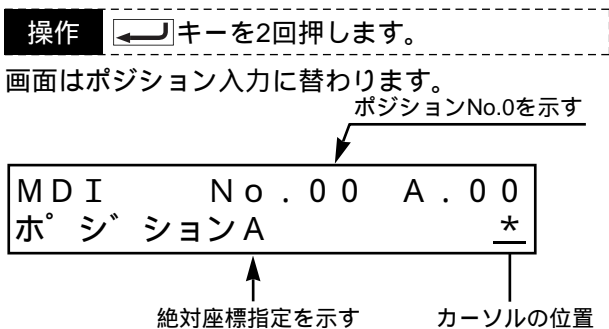 操作 キーを2回押します。
画面はポジション入力に替わります。
ポジションNo.0を示す
MDI No.00 A.00
ポジションA *
絶対座標指定を示す カーソルの位置